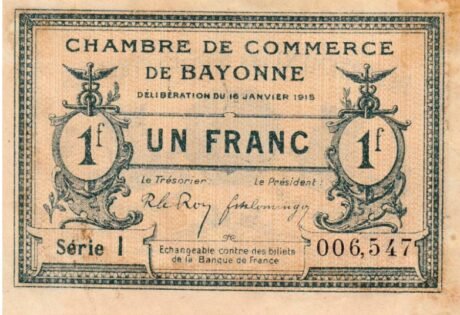 CHAMBRE DE COMMERCE
DE BAYONNE
DÉLIBÉRATION DU 16 JANVIER 1915
1f UN FRANC 1f
Le Trésorier Le Président:
Série I 006,547
Echangeable contre des billets
de la Banque de France